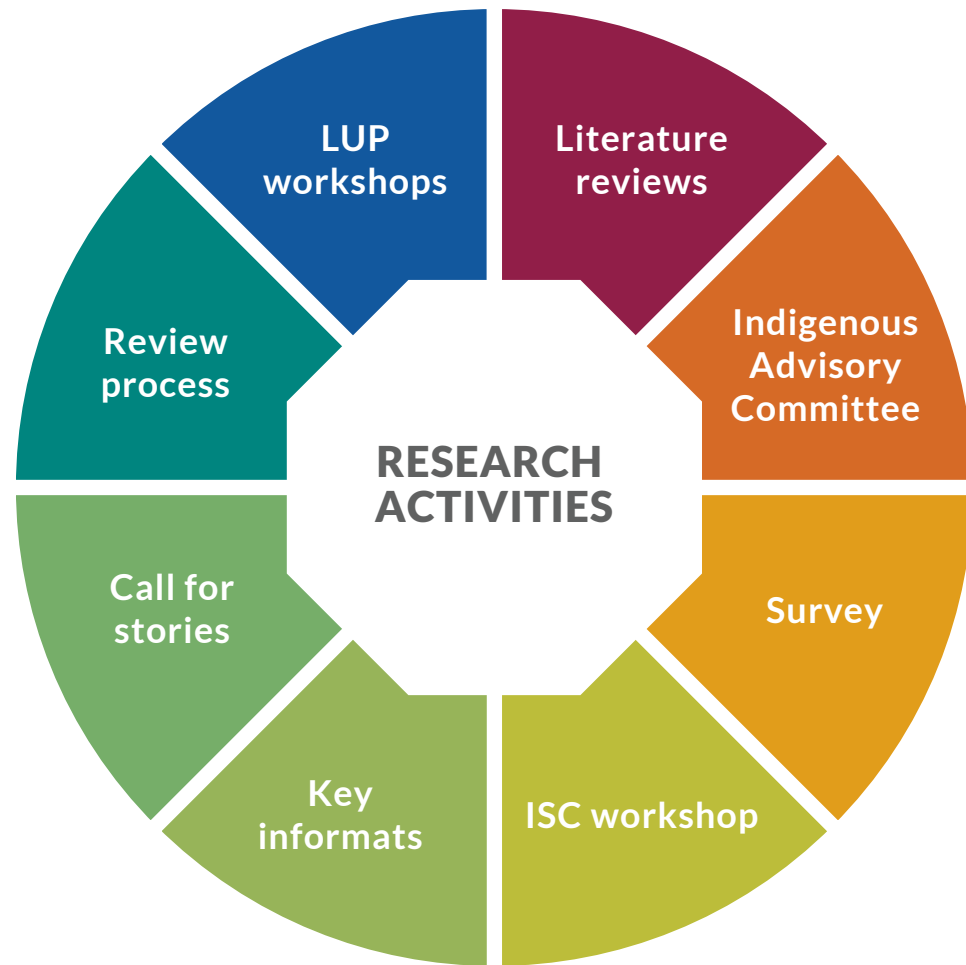 LUP
workshops
Literature
reviews
Indigenous
Advisory
Committee
Survey
ISC workshop
Key
informats
Call for
stories
Review
process
RESEARCH
ACTIVITIES